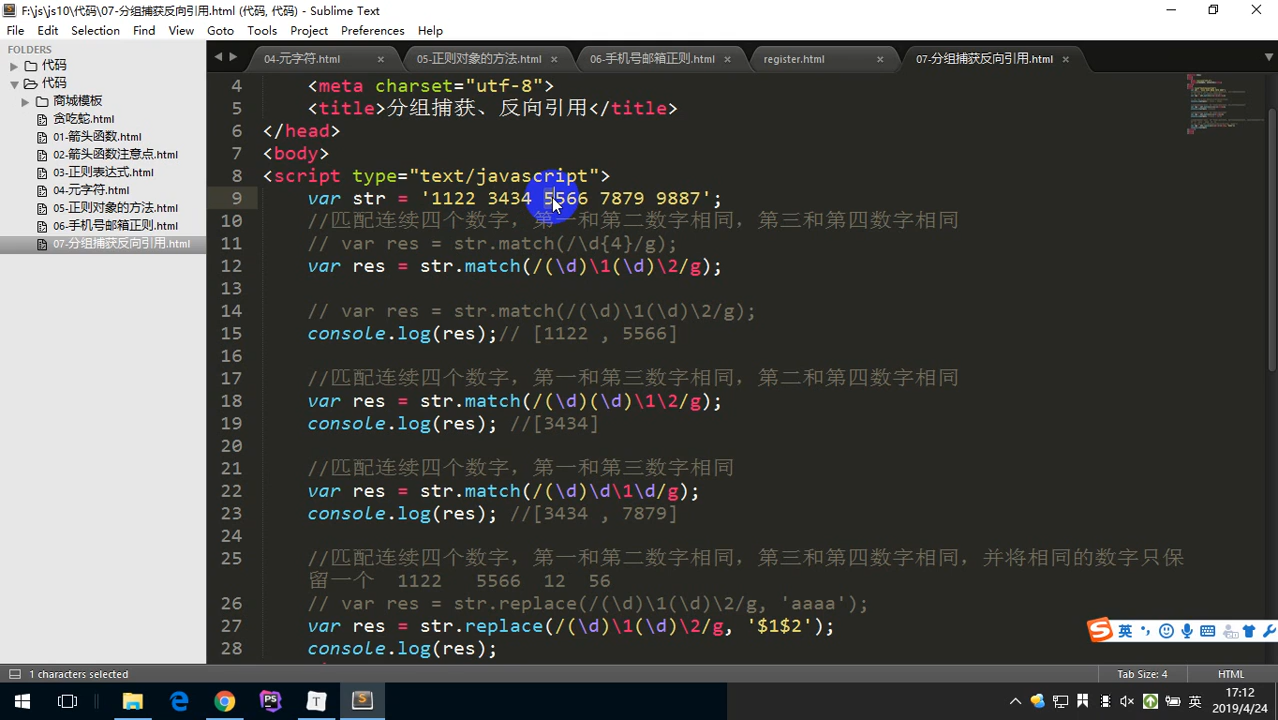 F:\js\js10\代码\07-分组捕获反向引用.html (代码, 代码) - Sublime Text
File Edit Selection Find View Goto Tools Project Preferences Help
FOLDERS
代码
代码
商城模板
贪吃蛇.html
01-箭头函数.html
02-箭头函数注意点.html
03-正则表达式.html
04-元字符.html
05-正则对象的方法.html
06-手机号邮箱正则.html
07-分组捕获反向引用.html
04-元字符.html × 05-正则对象的方法.html × 06-手机号邮箱正则.html × register.html × 07-分组捕获反向引用.html ×
4 <meta charset="utf-8">
5 <title>分组捕获、反向引用</title>
6 </head>
7 <body>
8 <script type="text/javascript">
9 var str = '1122 3434 5566 7879 9887';
10 //匹配连续四个数字，第一和第二数字相同，第三和第四数字相同
11 // var res = str.match(/\d{4}/g);
12 var res = str.match(/(\d)\1(\d)\2/g);
13
14 // var res = str.match(/(\d)\1(\d)\2/g);
15 console.log(res);// [1122 , 5566]
16
17 //匹配连续四个数字，第一和第三数字相同，第二和第四数字相同
18 var res = str.match(/(\d)(\d)\1\2/g);
19 console.log(res); //[3434]
20
21 //匹配连续四个数字，第一和第三数字相同
22 var res = str.match(/(\d)\d\1\d/g);
23 console.log(res); //[3434 , 7879]
24
25 //匹配连续四个数字，第一和第二数字相同，第三和第四数字相同，并将相同的数字只保
留一个 1122 5566 12 56
26 // var res = str.replace(/(\d)\1(\d)\2/g, 'aaaa');
27 var res = str.replace(/(\d)\1(\d)\2/g, '$1$2');
28 console.log(res);
英
1 characters selected Tab Size: 4 HTML
英 17:12
2019/4/24